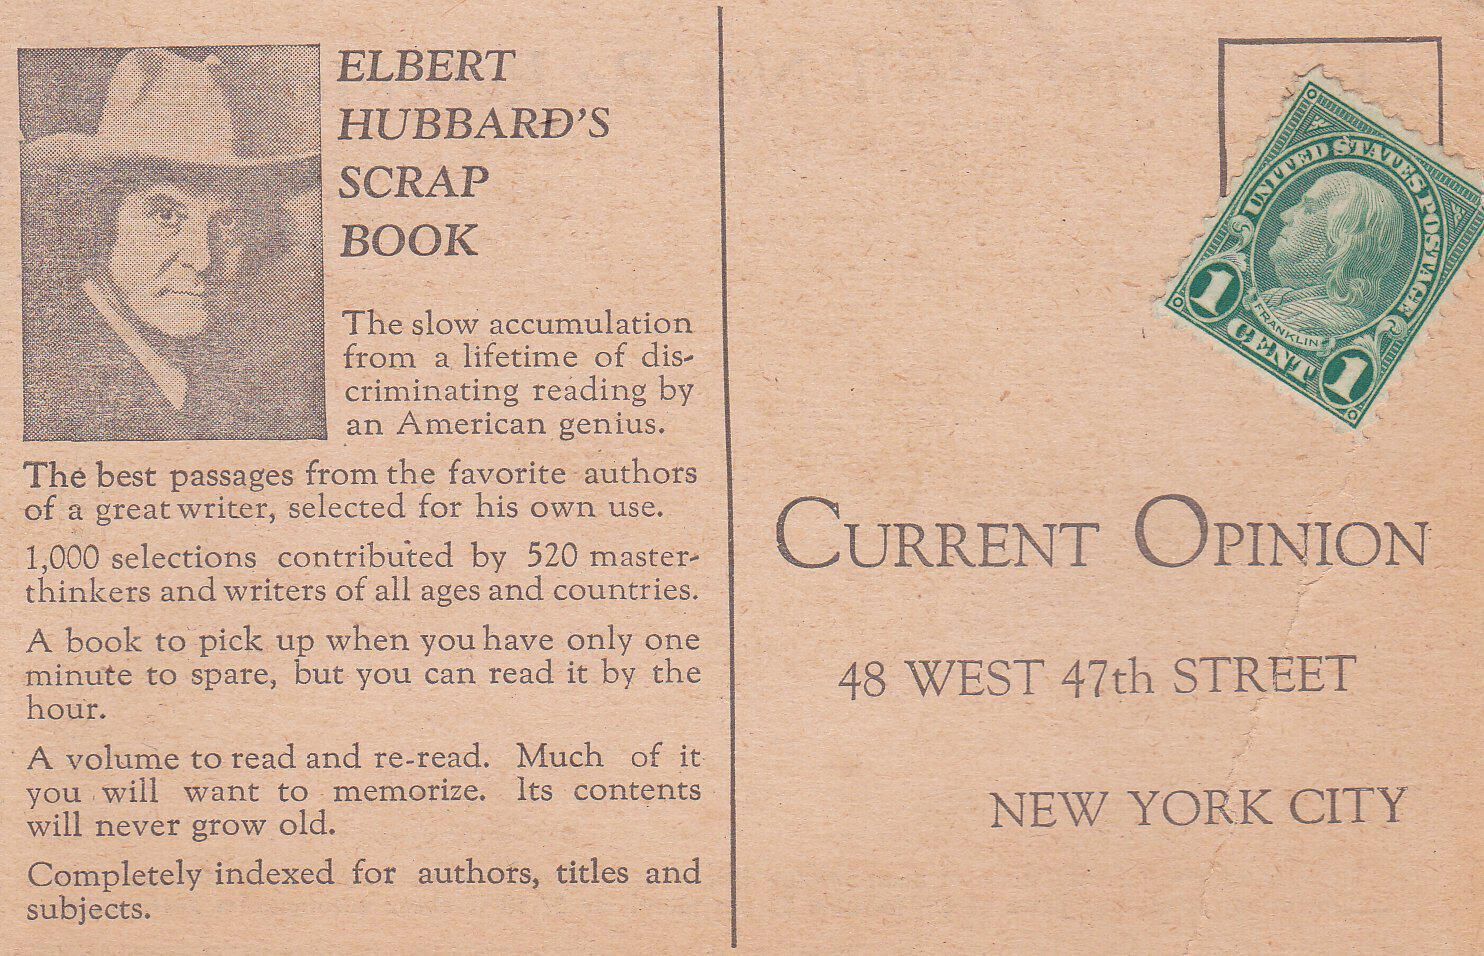 ELBERT
HUBBARD'S
SCRAP
BOOK
The slow accumulation
from a lifetime of dis-
criminating reading by
an American genius.
The best passages from the favorite authors
of a great writer, selected for his own use.
1,000 selections contributed by 520 master-
thinkers and writers of all ages and countries.
A book to pick up when you have only one
minute to spare, but you can read it by the
hour.
A volume to read and re-read. Much of it
you will want to memorize. Its contents
will never grow old.
Completely indexed for authors, titles and
subjects.
UNITED STATES POSTAGE
FRANKLIN
1 CENT 1
CURRENT OPINION
48 WEST 47th STREET
NEW YORK CITY